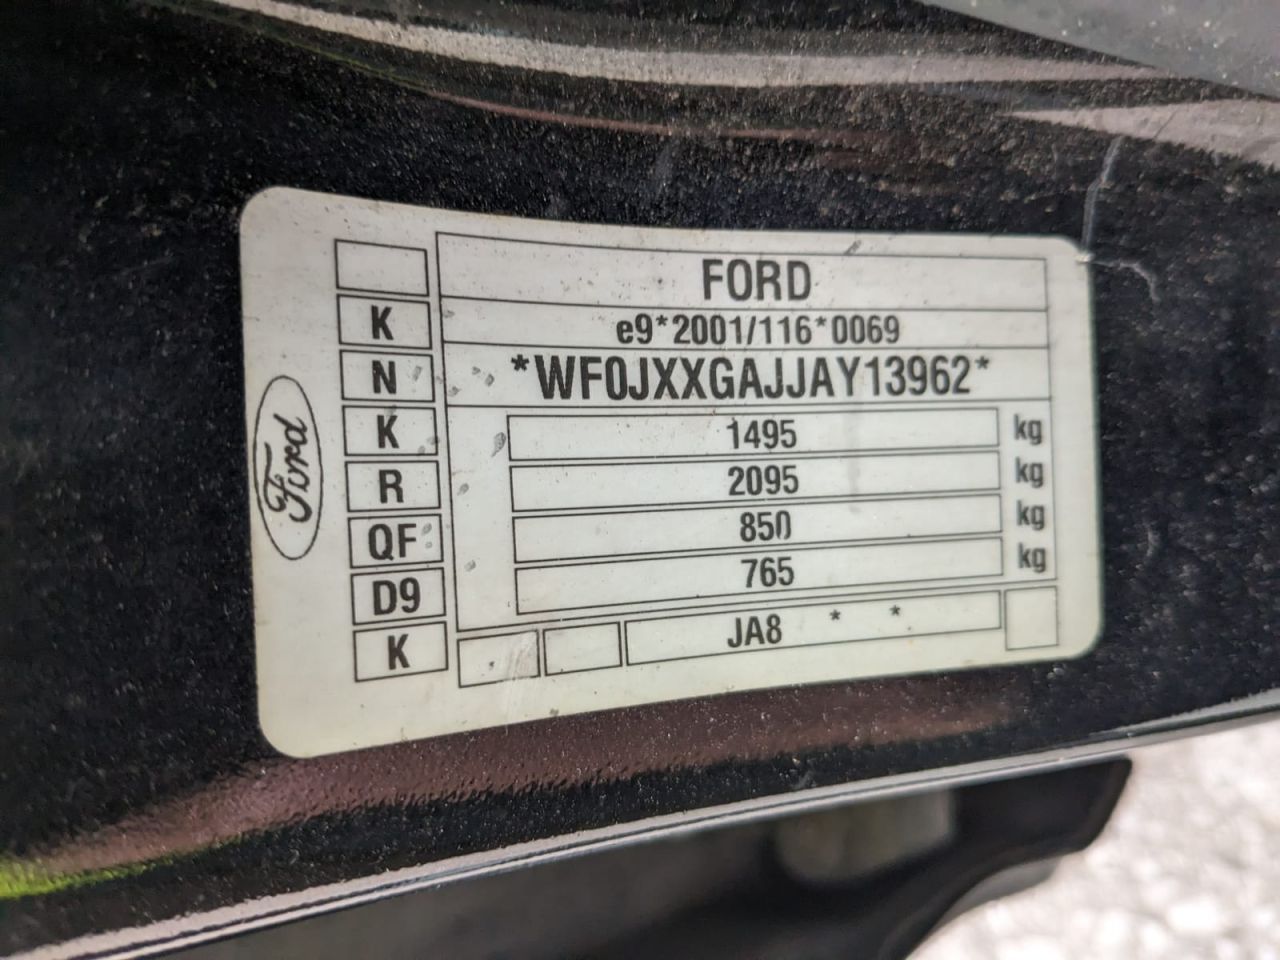 FORD
K e9*2001/116*0069
N *WF0JXXGAJJAY13962*
K 1495 kg
R 2095 kg
QF 850 kg
D9 765 kg
K JA8 * *
Ford